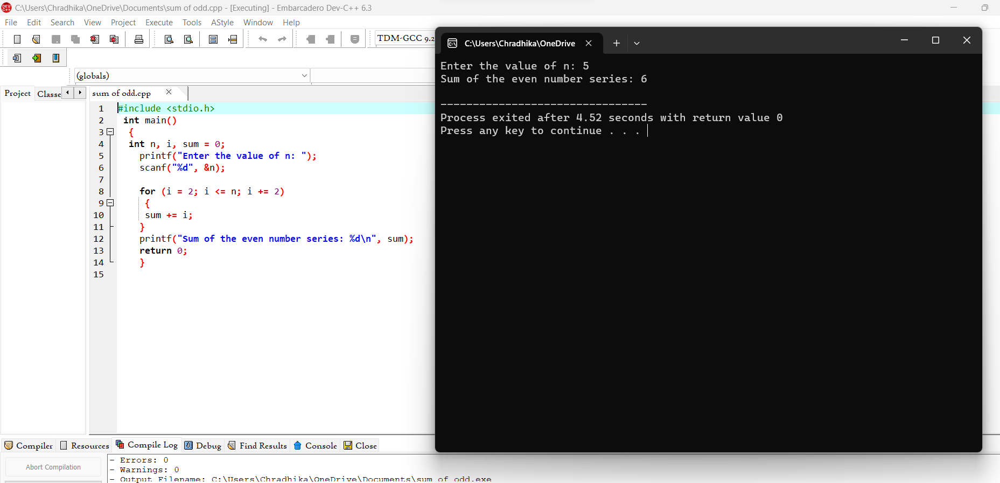 C:\Users\Chradhika\OneDrive\Documents\sum of odd.cpp - [Executing] - Embarcadero Dev-C++ 6.3
File Edit Search View Project Execute Tools AStyle Window Help
TDM-GCC 9.2
(globals)
Project Classe
sum of odd.cpp
1 #include <stdio.h>
2 int main()
3 {
4 int n, i, sum = 0;
5 printf("Enter the value of n: ");
6 scanf("%d", &n);
7
8 for (i = 2; i <= n; i += 2)
9 {
10 sum += i;
11 }
12 printf("Sum of the even number series: %d\n", sum);
13 return 0;
14 }
15
C:\Users\Chradhika\OneDrive
Enter the value of n: 5
Sum of the even number series: 6
--------------------------------
Process exited after 4.52 seconds with return value 0
Press any key to continue . . .
Compiler Resources Compile Log Debug Find Results Console Close
Abort Compilation
- Errors: 0
- Warnings: 0
- Output Filename: C:\Users\Chradhika\OneDrive\Documents\sum of odd.exe